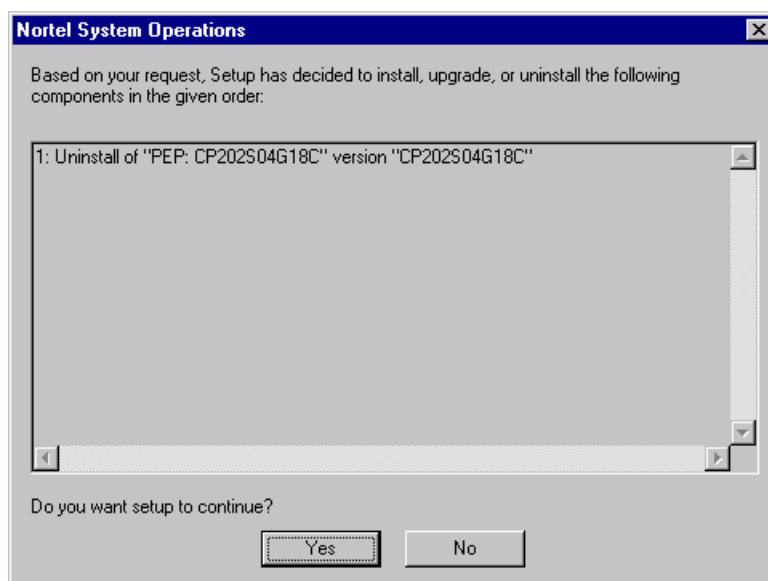 Nortel System Operations
Based on your request, Setup has decided to install, upgrade, or uninstall the following
components in the given order:
1: Uninstall of "PEP: CP202S04G18C" version "CP202S04G18C"
Do you want setup to continue?
Yes
No